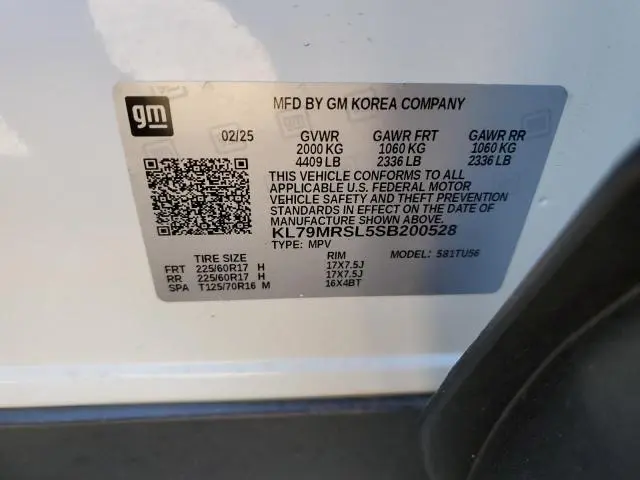 gm
MFD BY GM KOREA COMPANY
02/25 GVWR GAWR FRT GAWR RR
2000 KG 1060 KG 1060 KG
4409 LB 2336 LB 2336 LB
THIS VEHICLE CONFORMS TO ALL
APPLICABLE U.S. FEDERAL MOTOR
VEHICLE SAFETY AND THEFT PREVENTION
STANDARDS IN EFFECT ON THE DATE OF
MANUFACTURE SHOWN ABOVE.
KL79MRSL5SB200528
TYPE: MPV MODEL: 581TU56
TIRE SIZE RIM
FRT 225/60R17 H 17X7.5J
RR 225/60R17 H 17X7.5J
SPA T125/70R16 M 16X4BT